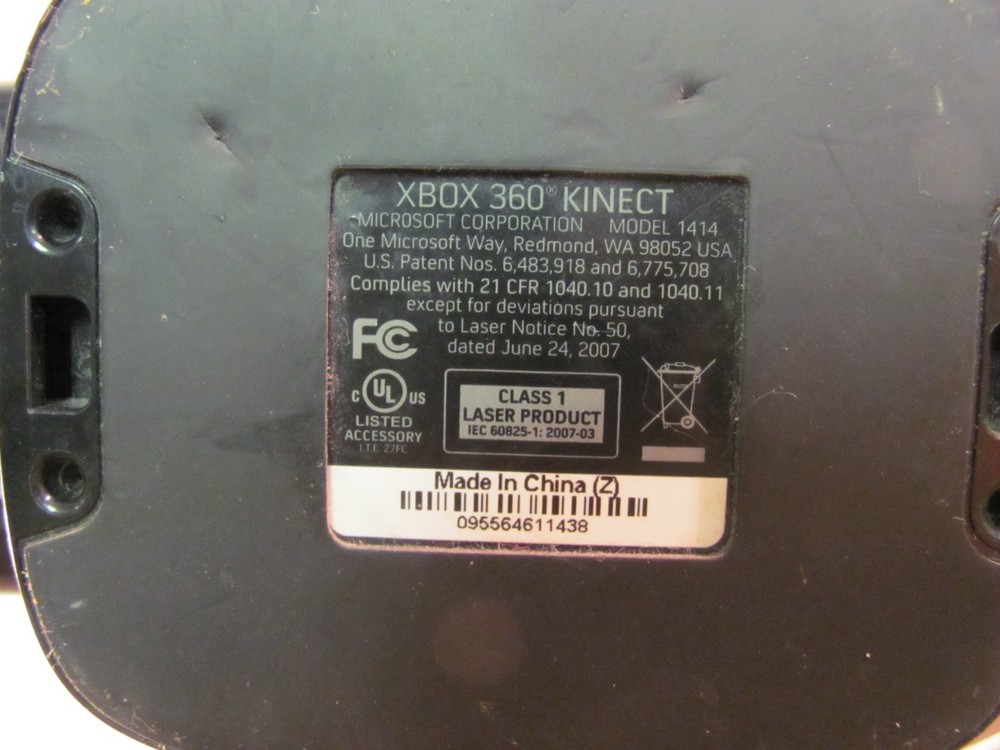 XBOX 360® KINECT
MICROSOFT CORPORATION MODEL 1414
One Microsoft Way, Redmond, WA 98052 USA
U.S. Patent Nos. 6,483,918 and 6,775,708
Complies with 21 CFR 1040.10 and 1040.11
except for deviations pursuant
to Laser Notice No. 50,
dated June 24, 2007
FC
C UL US
LISTED
ACCESSORY
I.T.E. 27FC
CLASS 1
LASER PRODUCT
IEC 60825-1: 2007-03
Made In China (Z)
095564611438